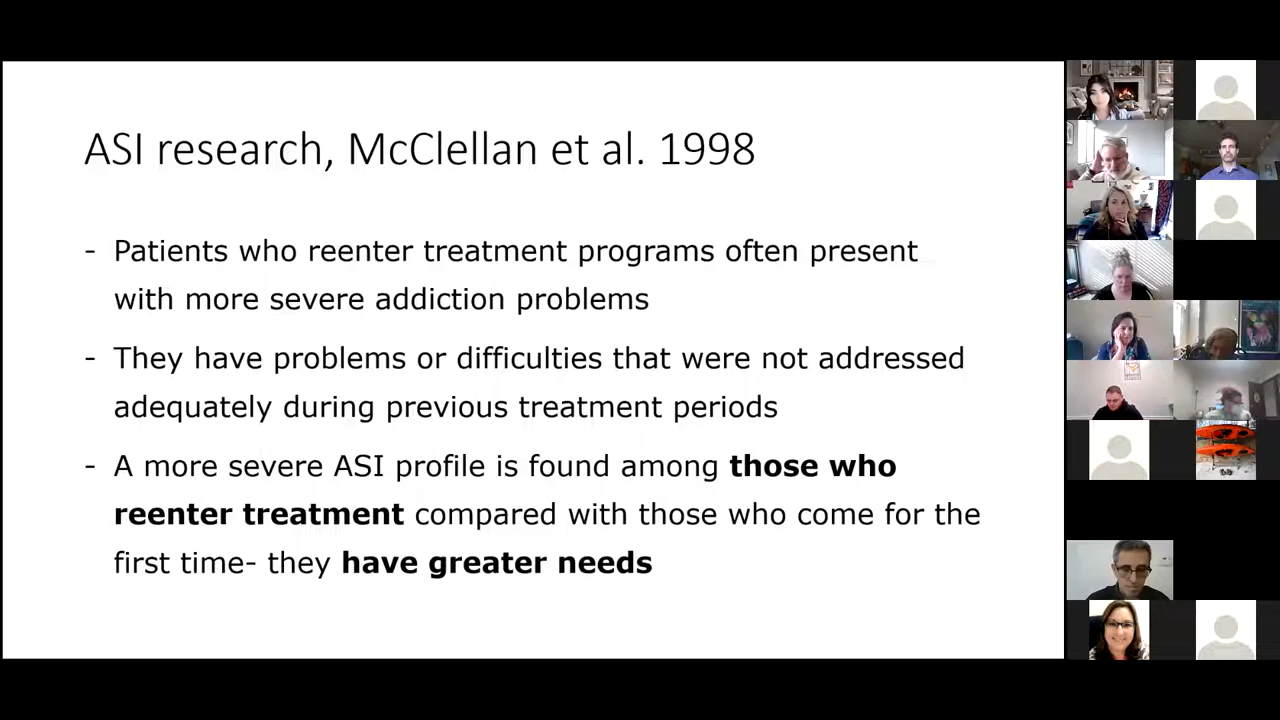 ASI research, McClellan et al. 1998
- Patients who reenter treatment programs often present
with more severe addiction problems
- They have problems or difficulties that were not addressed
adequately during previous treatment periods
- A more severe ASI profile is found among those who
reenter treatment compared with those who come for the
first time- they have greater needs